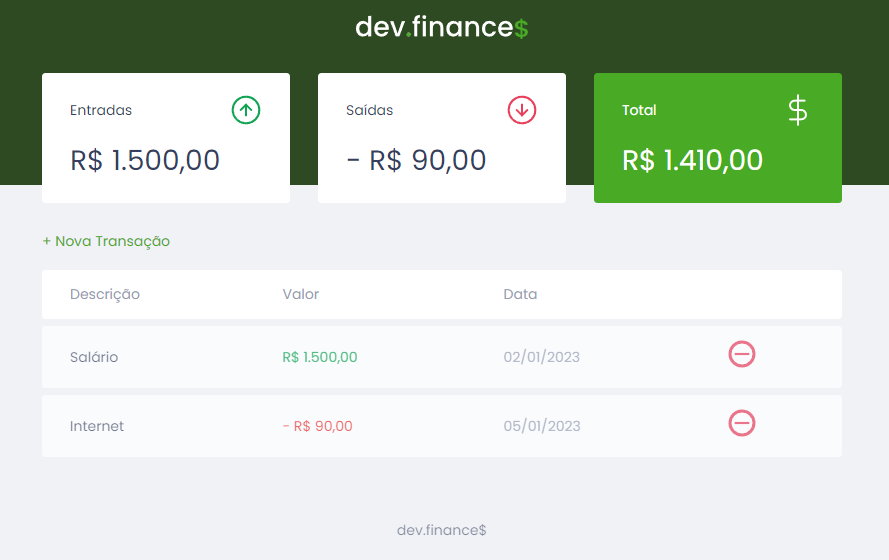 dev.finance$
Entradas
R$ 1.500,00
Saídas
- R$ 90,00
Total
$
R$ 1.410,00
+ Nova Transação
Descrição Valor Data
Salário R$ 1.500,00 02/01/2023
Internet - R$ 90,00 05/01/2023
dev.finance$